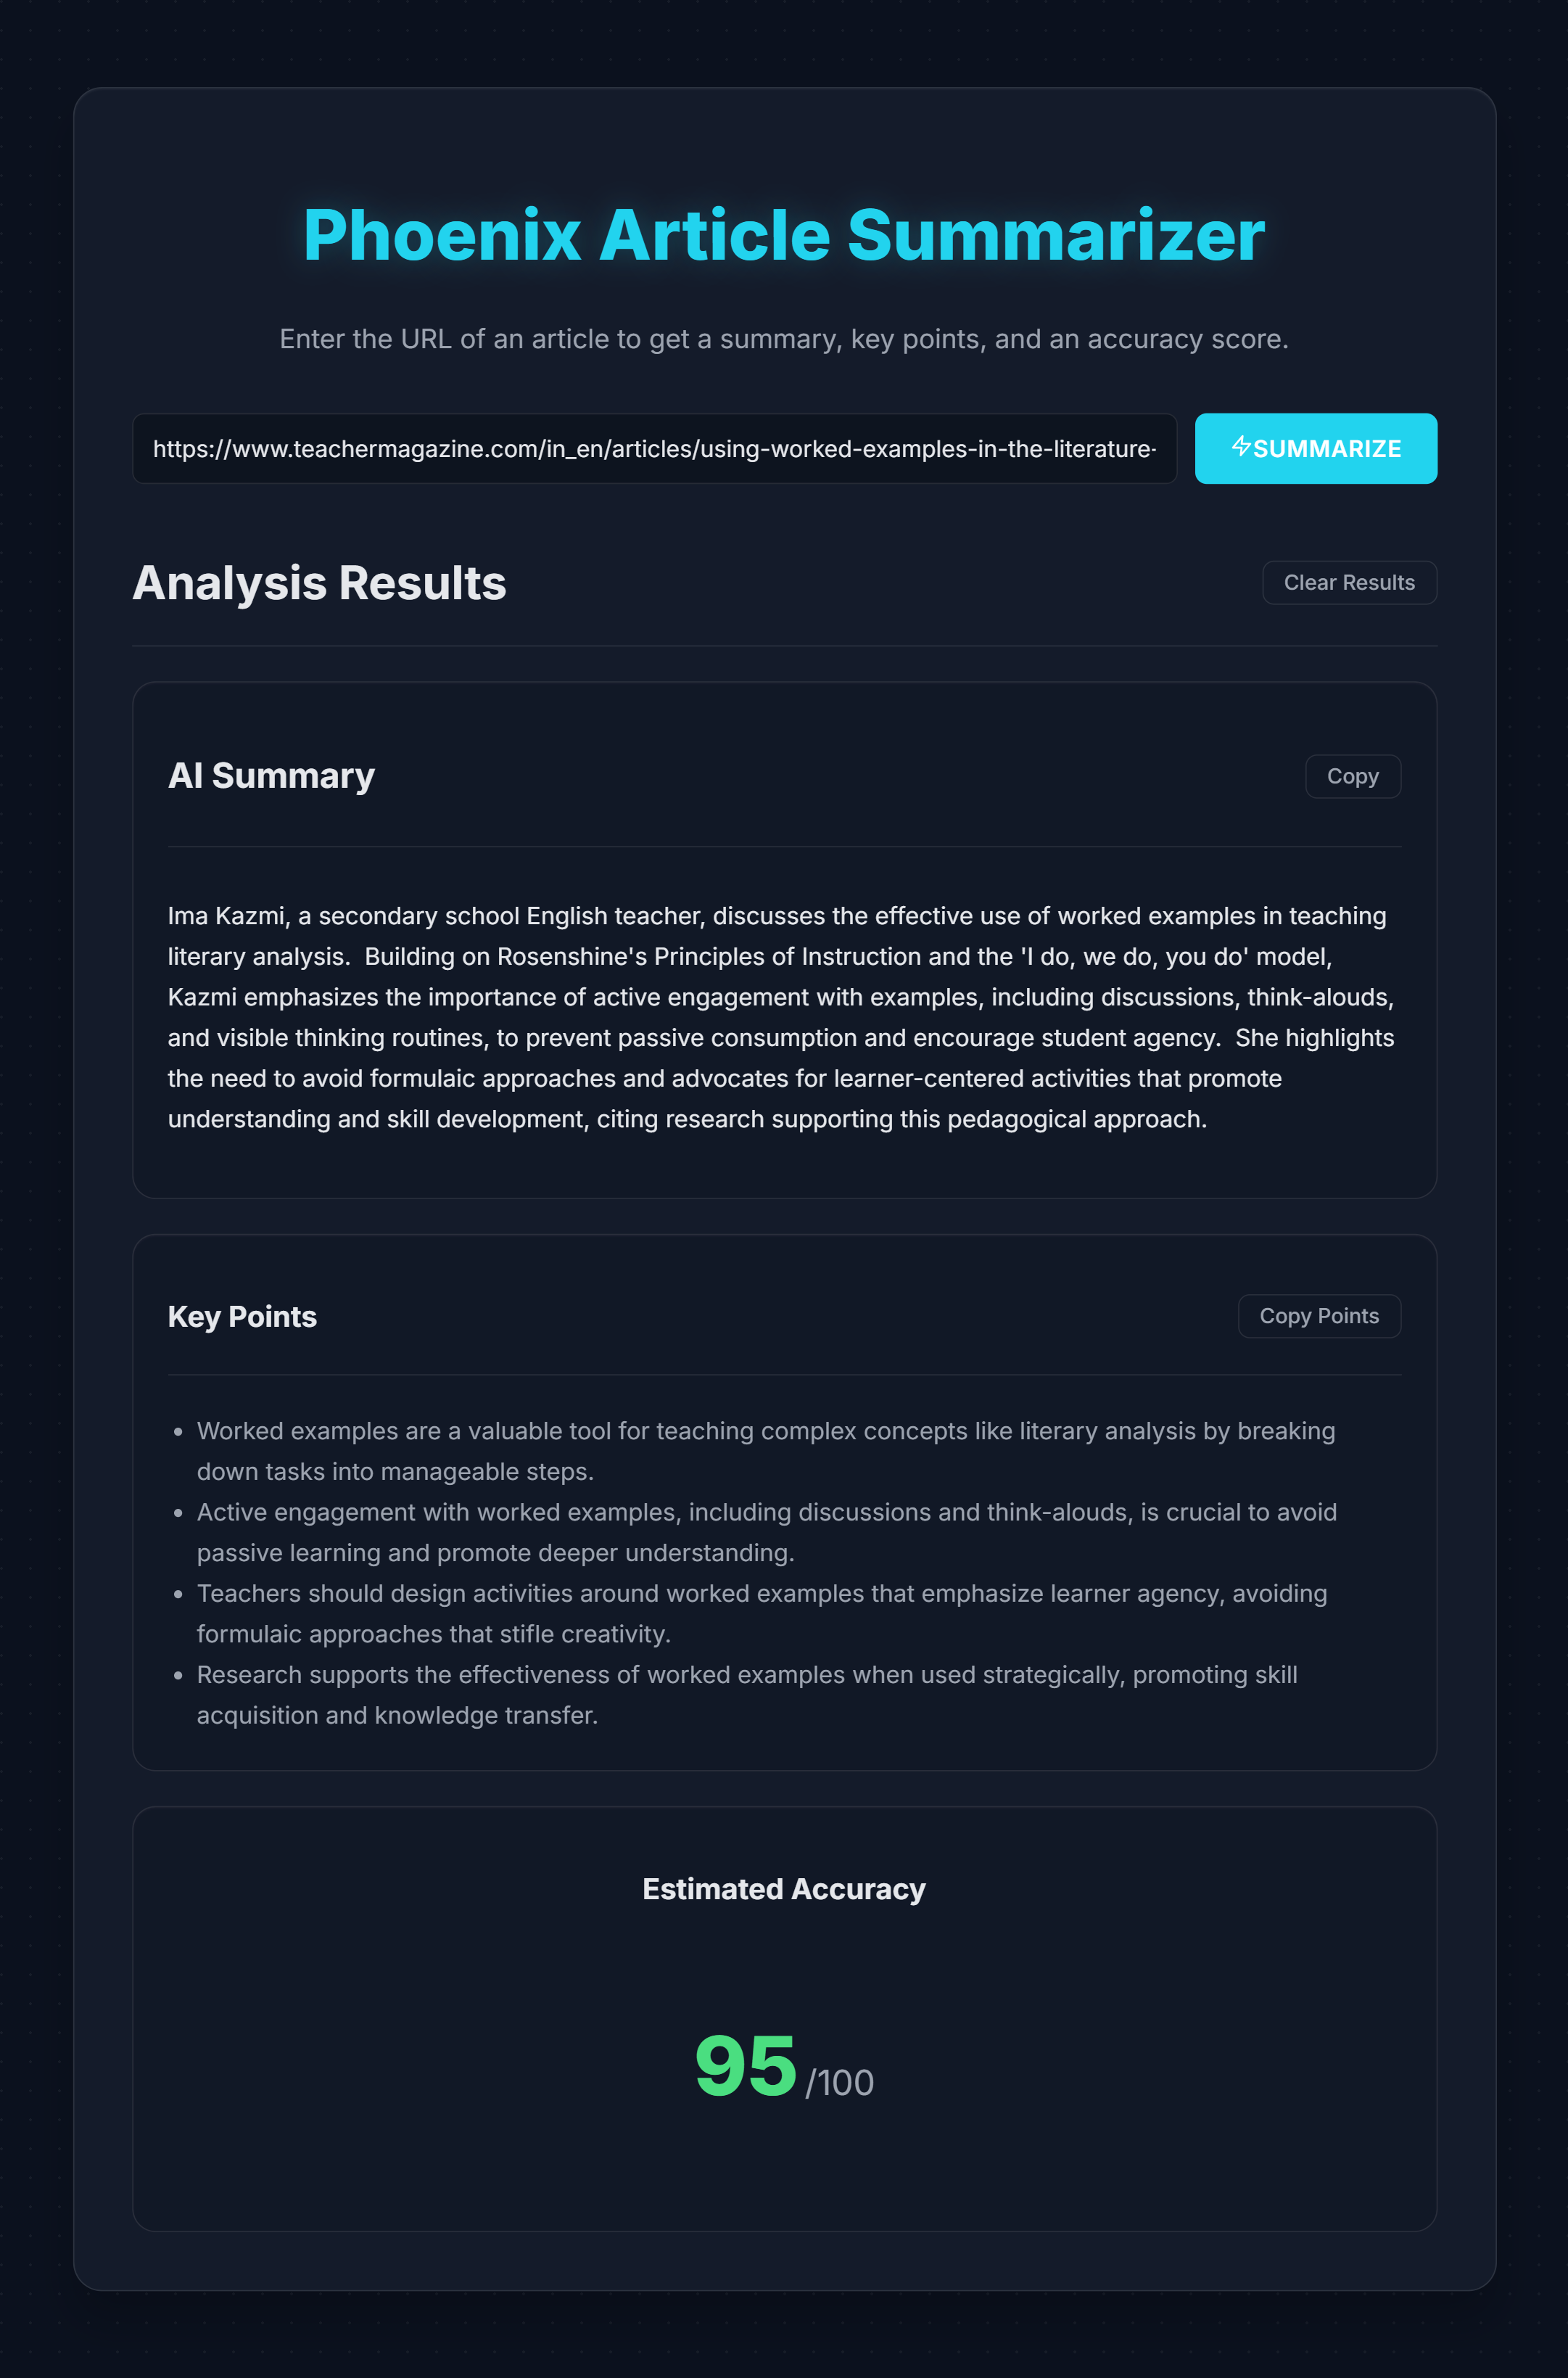 Phoenix Article Summarizer
Enter the URL of an article to get a summary, key points, and an accuracy score.
https://www.teachermagazine.com/in_en/articles/using-worked-examples-in-the-literature-
SUMMARIZE
Analysis Results
Clear Results
AI Summary
Copy
Ima Kazmi, a secondary school English teacher, discusses the effective use of worked examples in teaching
literary analysis.  Building on Rosenshine's Principles of Instruction and the 'I do, we do, you do' model,
Kazmi emphasizes the importance of active engagement with examples, including discussions, think-alouds,
and visible thinking routines, to prevent passive consumption and encourage student agency.  She highlights
the need to avoid formulaic approaches and advocates for learner-centered activities that promote
understanding and skill development, citing research supporting this pedagogical approach.
Key Points
Copy Points
• Worked examples are a valuable tool for teaching complex concepts like literary analysis by breaking
down tasks into manageable steps.
• Active engagement with worked examples, including discussions and think-alouds, is crucial to avoid
passive learning and promote deeper understanding.
• Teachers should design activities around worked examples that emphasize learner agency, avoiding
formulaic approaches that stifle creativity.
• Research supports the effectiveness of worked examples when used strategically, promoting skill
acquisition and knowledge transfer.
Estimated Accuracy
95 /100